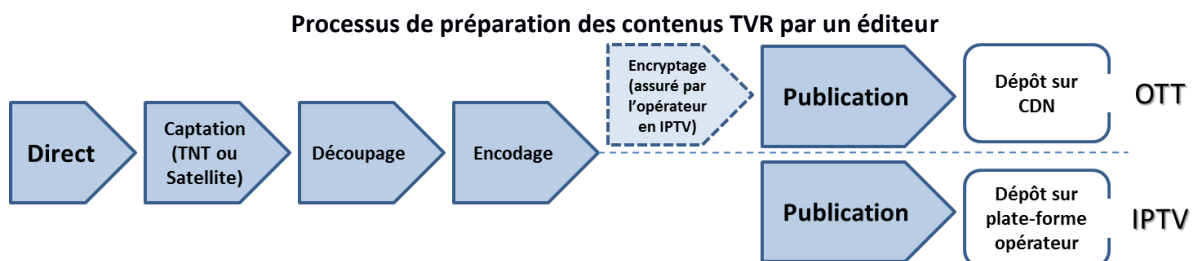 Processus de préparation des contenus TVR par un éditeur
Direct
Captation
(TNT ou
Satellite)
Découpage
Encodage
Encryptage
(assuré par
l'opérateur
en IPTV)
Publication
Dépôt sur
CDN
OTT
Publication
Dépôt sur
plate-forme
opérateur
IPTV